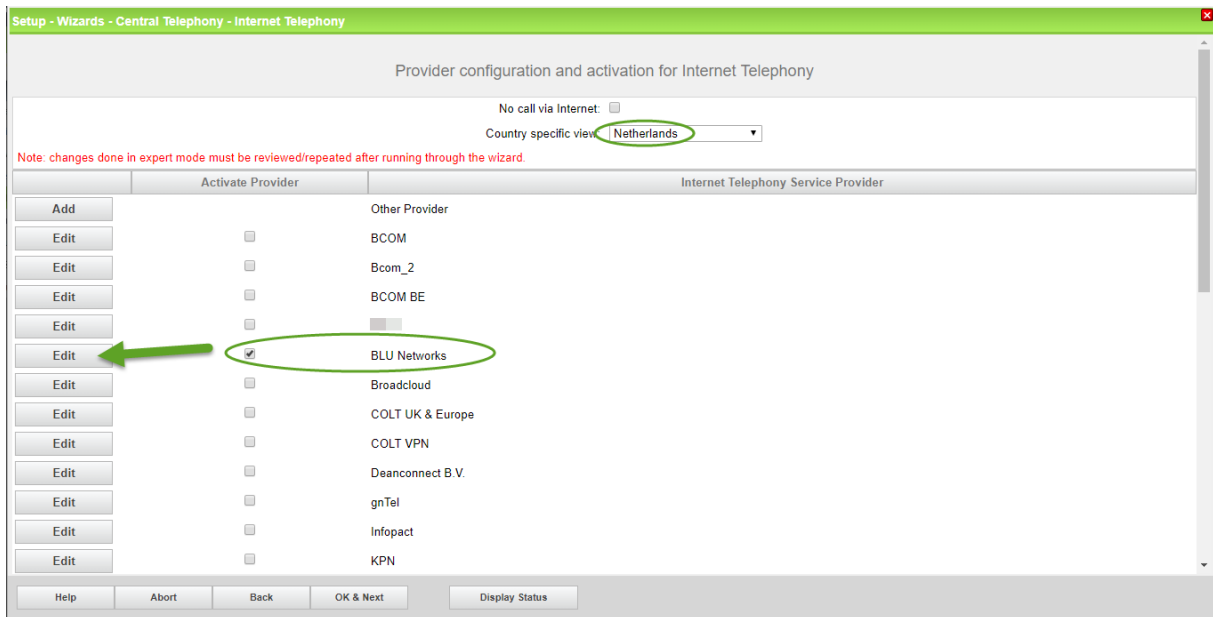 Setup - Wizards - Central Telephony - Internet Telephony
Provider configuration and activation for Internet Telephony
No call via Internet:
Country specific view: Netherlands
Note: changes done in expert mode must be reviewed/repeated after running through the wizard.
Activate Provider Internet Telephony Service Provider
Add Other Provider
Edit BCOM
Edit Bcom_2
Edit BCOM BE
Edit
Edit BLU Networks
Edit Broadcloud
Edit COLT UK & Europe
Edit COLT VPN
Edit Deanconnect B.V.
Edit gnTel
Edit Infopact
Edit KPN
Help Abort Back OK & Next Display Status